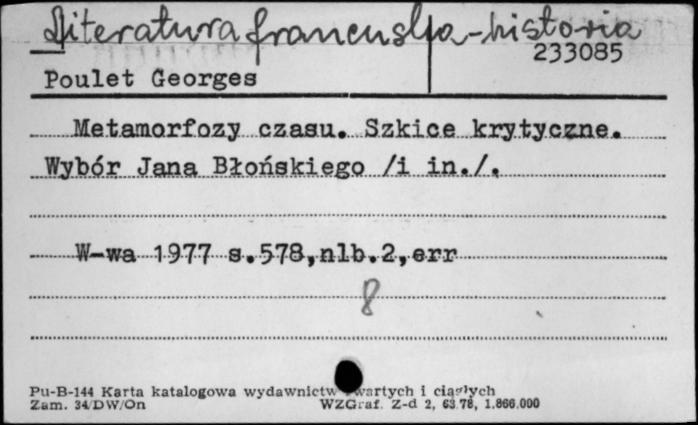 Literatura francuska-historia
233085
Poulet Georges
Metamorfozy czasu. Szkice krytyczne.
Wybór Jana Błońskiego /i in./.
W-wa 1977 s.578,nlb.2,err
8
Pu-B-144 Karta katalogowa wydawnictw zwartych i ciągłych
Zam. 34/DW/On WZGraf. Z-d 2, 63.78, 1.866.000